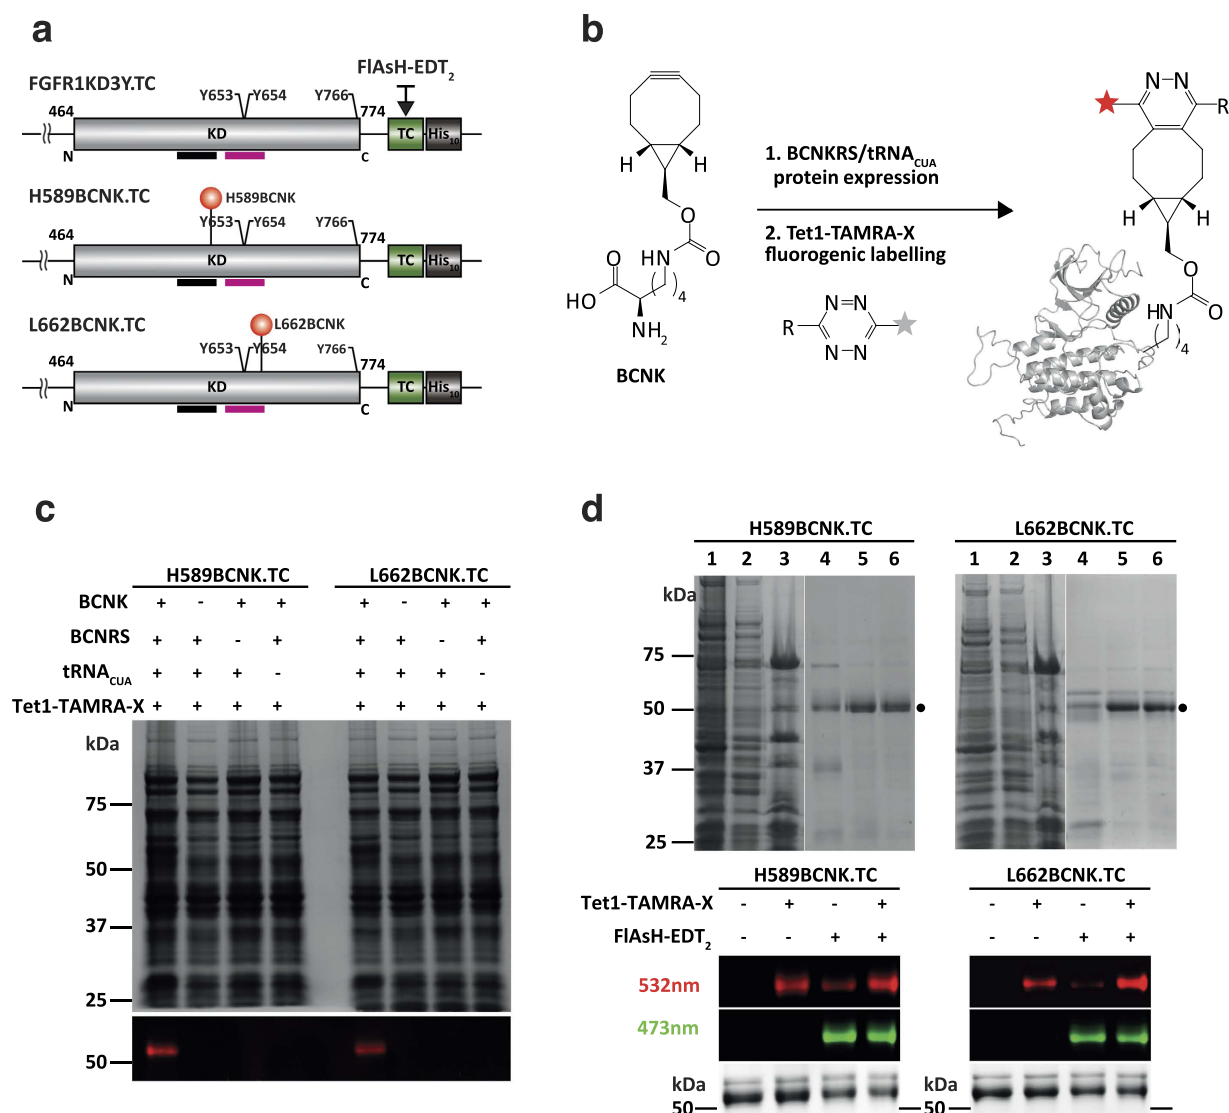 a
FlAsH-EDT2
FGFR1KD3Y.TC
Y653 Y654 Y766
464 774
KD TC His10
N C
H589BCNK.TC
H589BCNK
Y653 Y654 Y766
464 774
KD TC His10
N C
L662BCNK.TC
L662BCNK
Y653 Y654 Y766
464 774
KD TC His10
N C
b
H H
O
HN O
O
( )4
HO
NH2
BCNK
1. BCNKRS/tRNACUA
protein expression
2. Tet1-TAMRA-X
fluorogenic labelling
N=N
R
N=N
N-N
R
H H
O
HN O
( )4
c
H589BCNK.TC L662BCNK.TC
BCNK + - + + + - + +
BCNRS + + - + + + - +
tRNACUA + + + - + + + -
Tet1-TAMRA-X + + + + + + + +
kDa
75
50
37
25
50
d
H589BCNK.TC L662BCNK.TC
1 2 3 4 5 6 1 2 3 4 5 6
kDa
75
50
37
25
H589BCNK.TC L662BCNK.TC
Tet1-TAMRA-X - + - + - + - +
FlAsH-EDT2 - - + + - - + +
532nm
473nm
kDa kDa
50 50